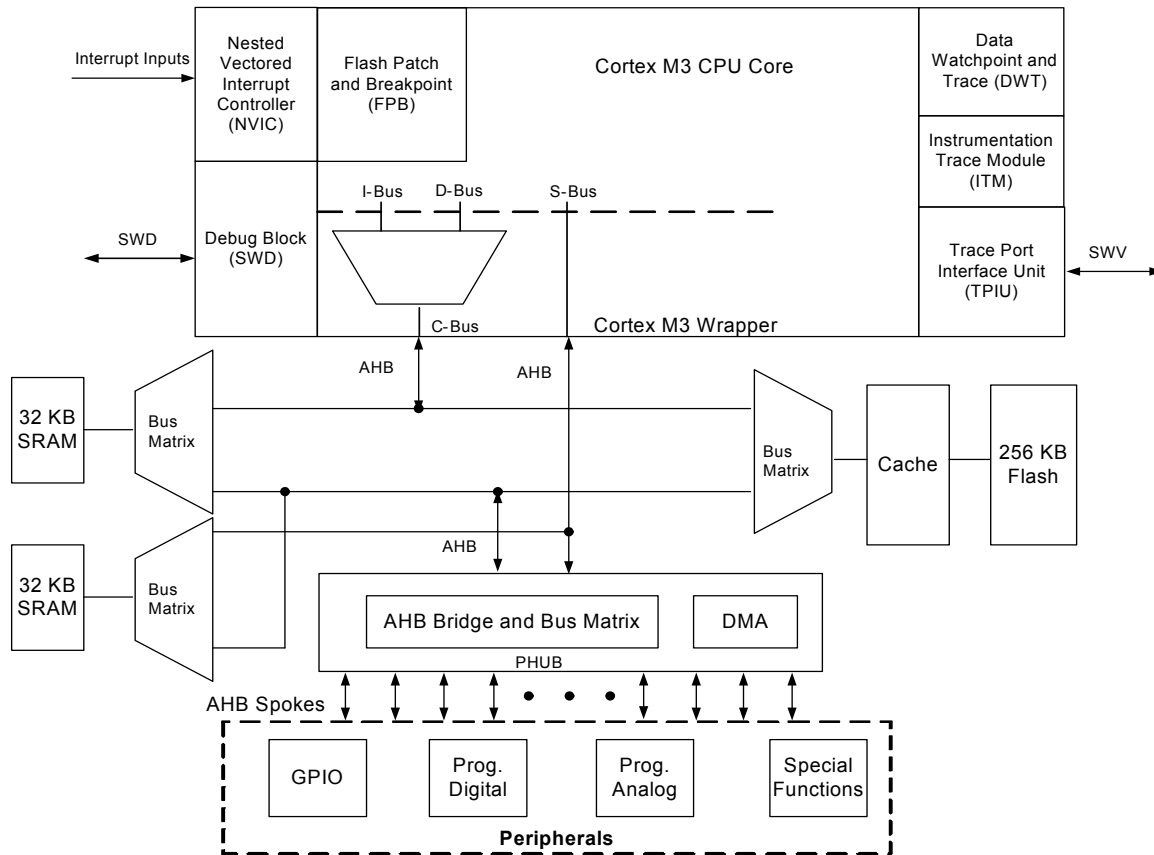 Interrupt Inputs
Nested
Vectored
Interrupt
Controller
(NVIC)
Flash Patch
and Breakpoint
(FPB)
Cortex M3 CPU Core
Data
Watchpoint and
Trace (DWT)
Instrumentation
Trace Module
(ITM)
I-Bus
D-Bus
S-Bus
SWD
Debug Block
(SWD)
Trace Port
Interface Unit
(TPIU)
SWV
C-Bus
Cortex M3 Wrapper
AHB
AHB
32 KB
SRAM
Bus
Matrix
Bus
Matrix
Cache
256 KB
Flash
AHB
32 KB
SRAM
Bus
Matrix
AHB Bridge and Bus Matrix
DMA
PHUB
AHB Spokes
GPIO
Prog.
Digital
Prog.
Analog
Special
Functions
Peripherals